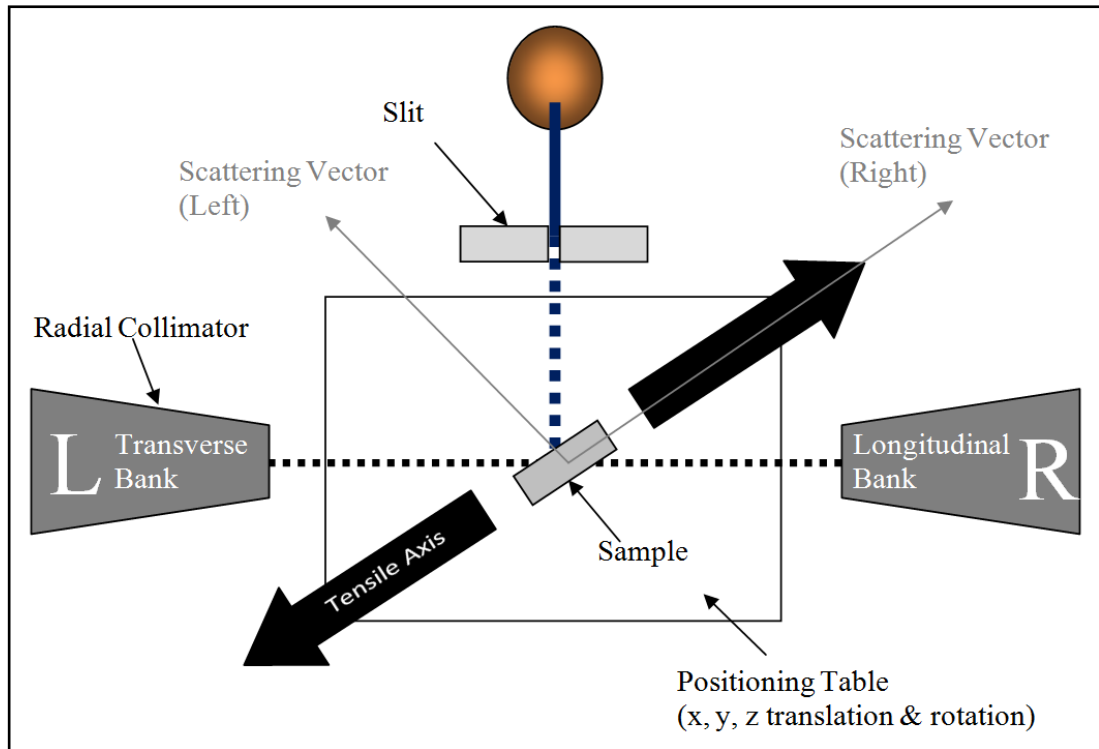 Slit
Scattering Vector
(Left)
Scattering Vector
(Right)
Radial Collimator
L
Transverse
Bank
Longitudinal
Bank
R
Sample
Tensile Axis
Positioning Table
(x, y, z translation & rotation)